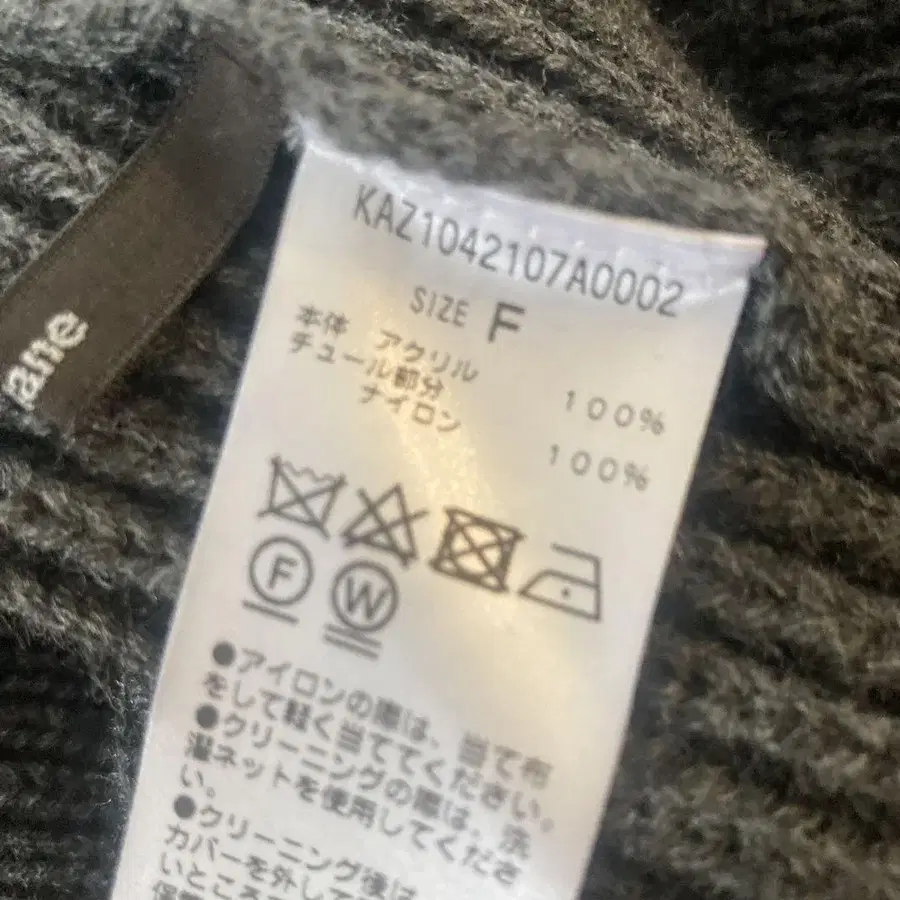 ane
KAZ1042107A0002
SIZE F
本体 アクリル 100%
チュール部分
ナイロン 100%
F
W
●アイロンの際は、当て布
をして軽く当ててください。
●クリーニングの際は、洗
濯ネットを使用してくださ
い。
●クリーニング後は
カバーを外して
いところ